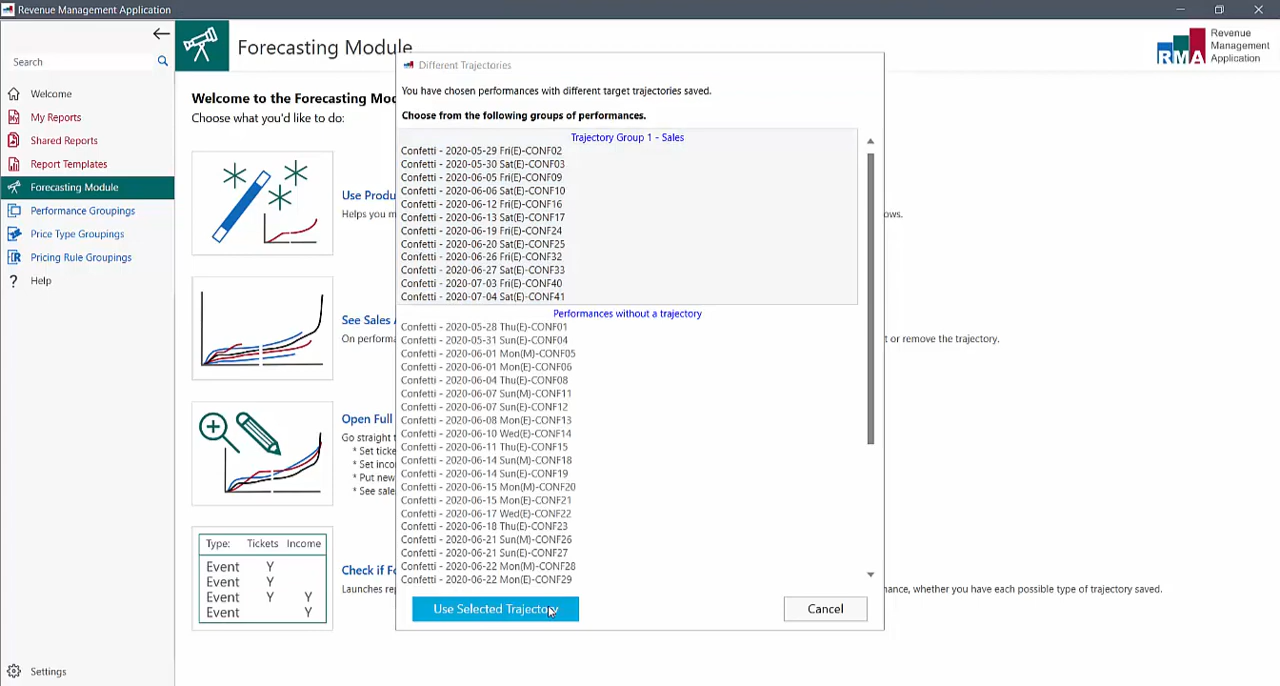 Revenue Management Application
Search
Welcome
My Reports
Shared Reports
Report Templates
Forecasting Module
Performance Groupings
Price Type Groupings
Pricing Rule Groupings
? Help
Settings
Forecasting Module
RMA
Revenue
Management
Application
Welcome to the Forecasting Mod
Choose what you'd like to do:
Use Produ
Helps you m
ows.
See Sales
On performa
t or remove the trajectory.
Open Full
Go straight t
* Set ticke
* Set inco
* Put new
* See sale
Type: Tickets Income
Event Y
Event Y
Event Y Y
Event Y
Check if Fo
Launches rep
nance, whether you have each possible type of trajectory saved.
Different Trajectories
You have chosen performances with different target trajectories saved.
Choose from the following groups of performances.
Trajectory Group 1 - Sales
Confetti - 2020-05-29 Fri(E)-CONF02
Confetti - 2020-05-30 Sat(E)-CONF03
Confetti - 2020-06-05 Fri(E)-CONF09
Confetti - 2020-06-06 Sat(E)-CONF10
Confetti - 2020-06-12 Fri(E)-CONF16
Confetti - 2020-06-13 Sat(E)-CONF17
Confetti - 2020-06-19 Fri(E)-CONF24
Confetti - 2020-06-20 Sat(E)-CONF25
Confetti - 2020-06-26 Fri(E)-CONF32
Confetti - 2020-06-27 Sat(E)-CONF33
Confetti - 2020-07-03 Fri(E)-CONF40
Confetti - 2020-07-04 Sat(E)-CONF41
Performances without a trajectory
Confetti - 2020-05-28 Thu(E)-CONF01
Confetti - 2020-05-31 Sun(E)-CONF04
Confetti - 2020-06-01 Mon(M)-CONF05
Confetti - 2020-06-01 Mon(E)-CONF06
Confetti - 2020-06-04 Thu(E)-CONF08
Confetti - 2020-06-07 Sun(M)-CONF11
Confetti - 2020-06-07 Sun(E)-CONF12
Confetti - 2020-06-08 Mon(E)-CONF13
Confetti - 2020-06-10 Wed(E)-CONF14
Confetti - 2020-06-11 Thu(E)-CONF15
Confetti - 2020-06-14 Sun(M)-CONF18
Confetti - 2020-06-14 Sun(E)-CONF19
Confetti - 2020-06-15 Mon(M)-CONF20
Confetti - 2020-06-15 Mon(E)-CONF21
Confetti - 2020-06-17 Wed(E)-CONF22
Confetti - 2020-06-18 Thu(E)-CONF23
Confetti - 2020-06-21 Sun(M)-CONF26
Confetti - 2020-06-21 Sun(E)-CONF27
Confetti - 2020-06-22 Mon(M)-CONF28
Confetti - 2020-06-22 Mon(E)-CONF29
Use Selected Trajectory
Cancel